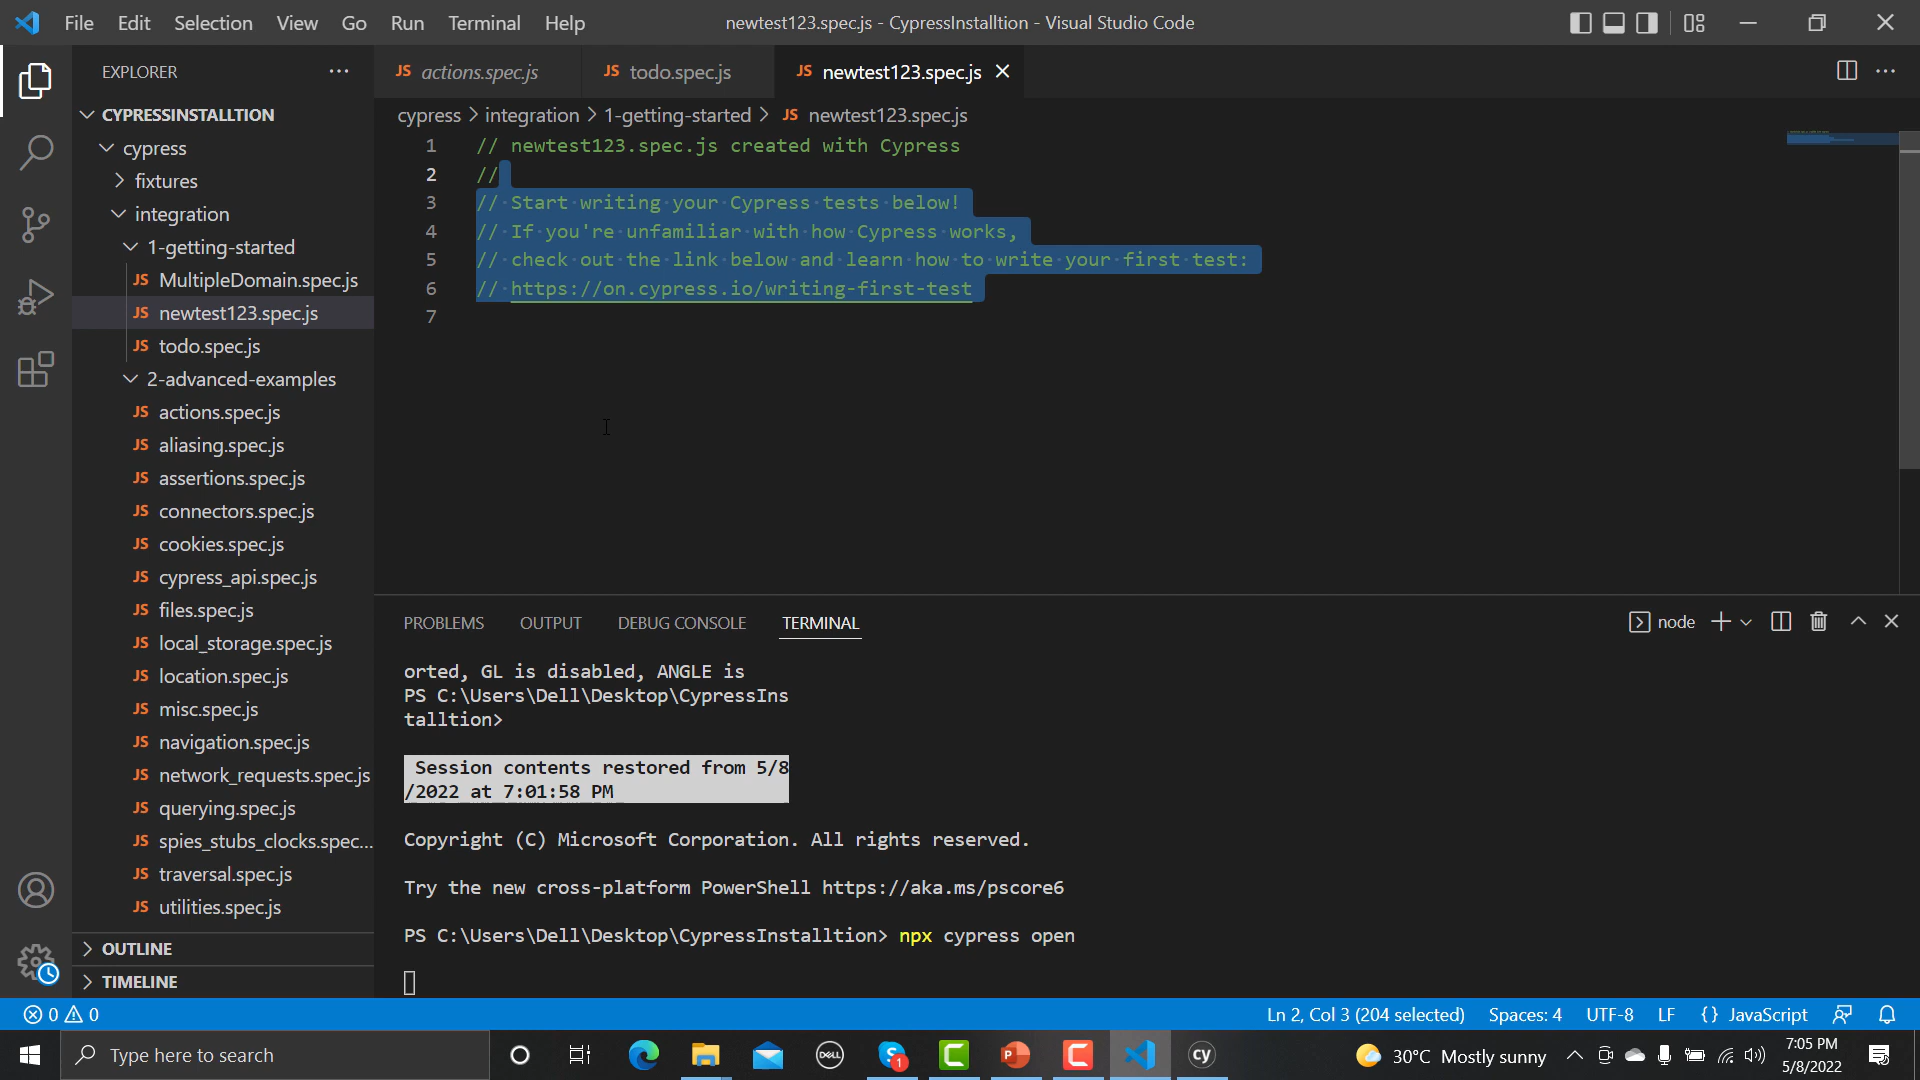 File Edit Selection View Go Run Terminal Help
newtest123.spec.js - CypressInstalltion - Visual Studio Code
EXPLORER
CYPRESSINSTALLTION
cypress
fixtures
integration
1-getting-started
JS MultipleDomain.spec.js
JS newtest123.spec.js
JS todo.spec.js
2-advanced-examples
JS actions.spec.js
JS aliasing.spec.js
JS assertions.spec.js
JS connectors.spec.js
JS cookies.spec.js
JS cypress_api.spec.js
JS files.spec.js
JS local_storage.spec.js
JS location.spec.js
JS misc.spec.js
JS navigation.spec.js
JS network_requests.spec.js
JS querying.spec.js
JS spies_stubs_clocks.spec...
JS traversal.spec.js
JS utilities.spec.js
OUTLINE
TIMELINE
JS actions.spec.js JS todo.spec.js JS newtest123.spec.js
cypress > integration > 1-getting-started > JS newtest123.spec.js
1 // newtest123.spec.js created with Cypress
2 //
3 // Start writing your Cypress tests below!
4 // If you're unfamiliar with how Cypress works,
5 // check out the link below and learn how to write your first test:
6 // https://on.cypress.io/writing-first-test
7
PROBLEMS OUTPUT DEBUG CONSOLE TERMINAL
node
orted, GL is disabled, ANGLE is
PS C:\Users\Dell\Desktop\CypressIns
talltion>
Session contents restored from 5/8
/2022 at 7:01:58 PM
Copyright (C) Microsoft Corporation. All rights reserved.
Try the new cross-platform PowerShell https://aka.ms/pscore6
PS C:\Users\Dell\Desktop\CypressInstalltion> npx cypress open
0 0
Ln 2, Col 3 (204 selected) Spaces: 4 UTF-8 LF {} JavaScript
Type here to search
DELL
1
cy
30°C Mostly sunny
7:05 PM
5/8/2022